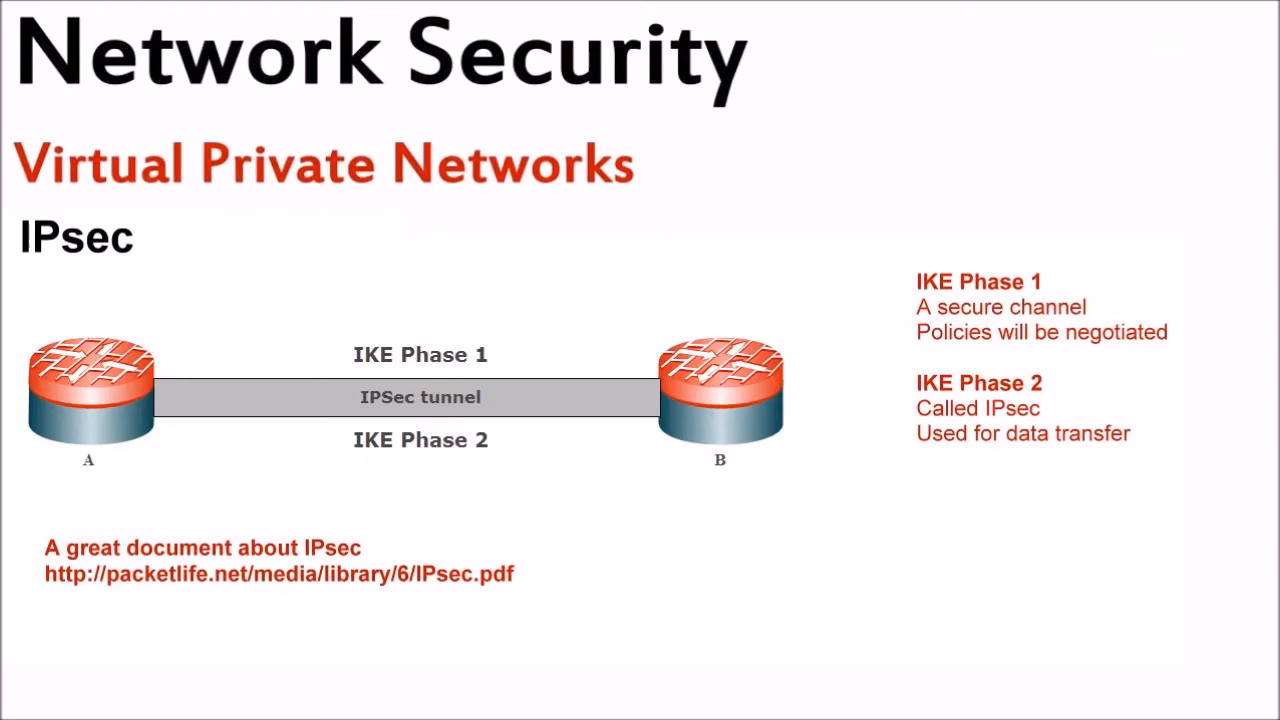 Network Security
Virtual Private Networks
IPsec
IKE Phase 1
IPSec tunnel
IKE Phase 2
A
B
IKE Phase 1
A secure channel
Policies will be negotiated
IKE Phase 2
Called IPsec
Used for data transfer
A great document about IPsec
http://packetlife.net/media/library/6/IPsec.pdf